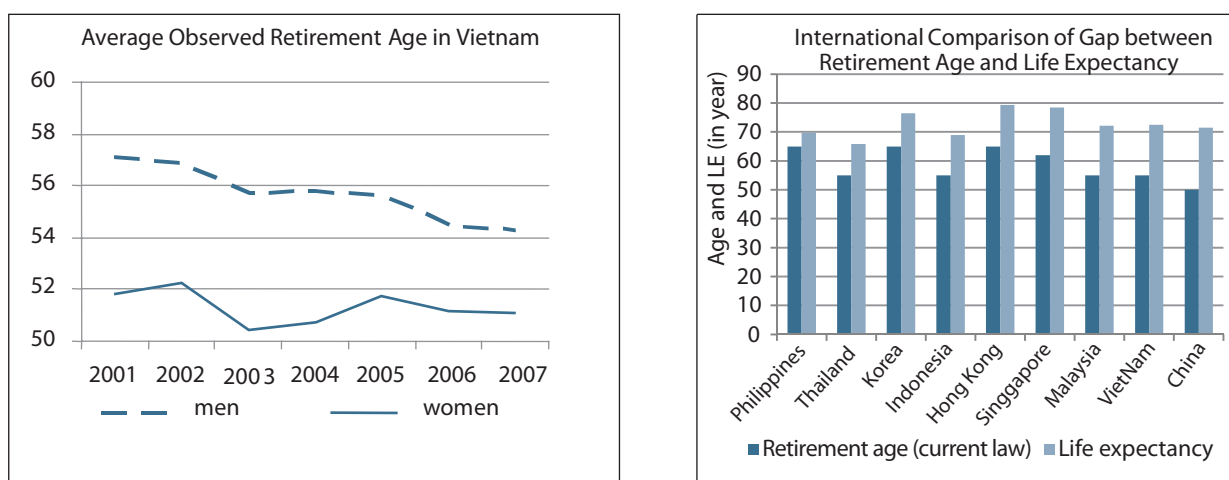 Average Observed Retirement Age in Vietnam
60
58
56
54
52
50
2001 2002 2003 2004 2005 2006 2007
men women
International Comparison of Gap between
Retirement Age and Life Expectancy
Age and LE (in year)
90
80
70
60
50
40
30
20
10
0
Philippines
Thailand
Korea
Indonesia
Hong Kong
Singgapore
Malaysia
VietNam
China
Retirement age (current law) Life expectancy